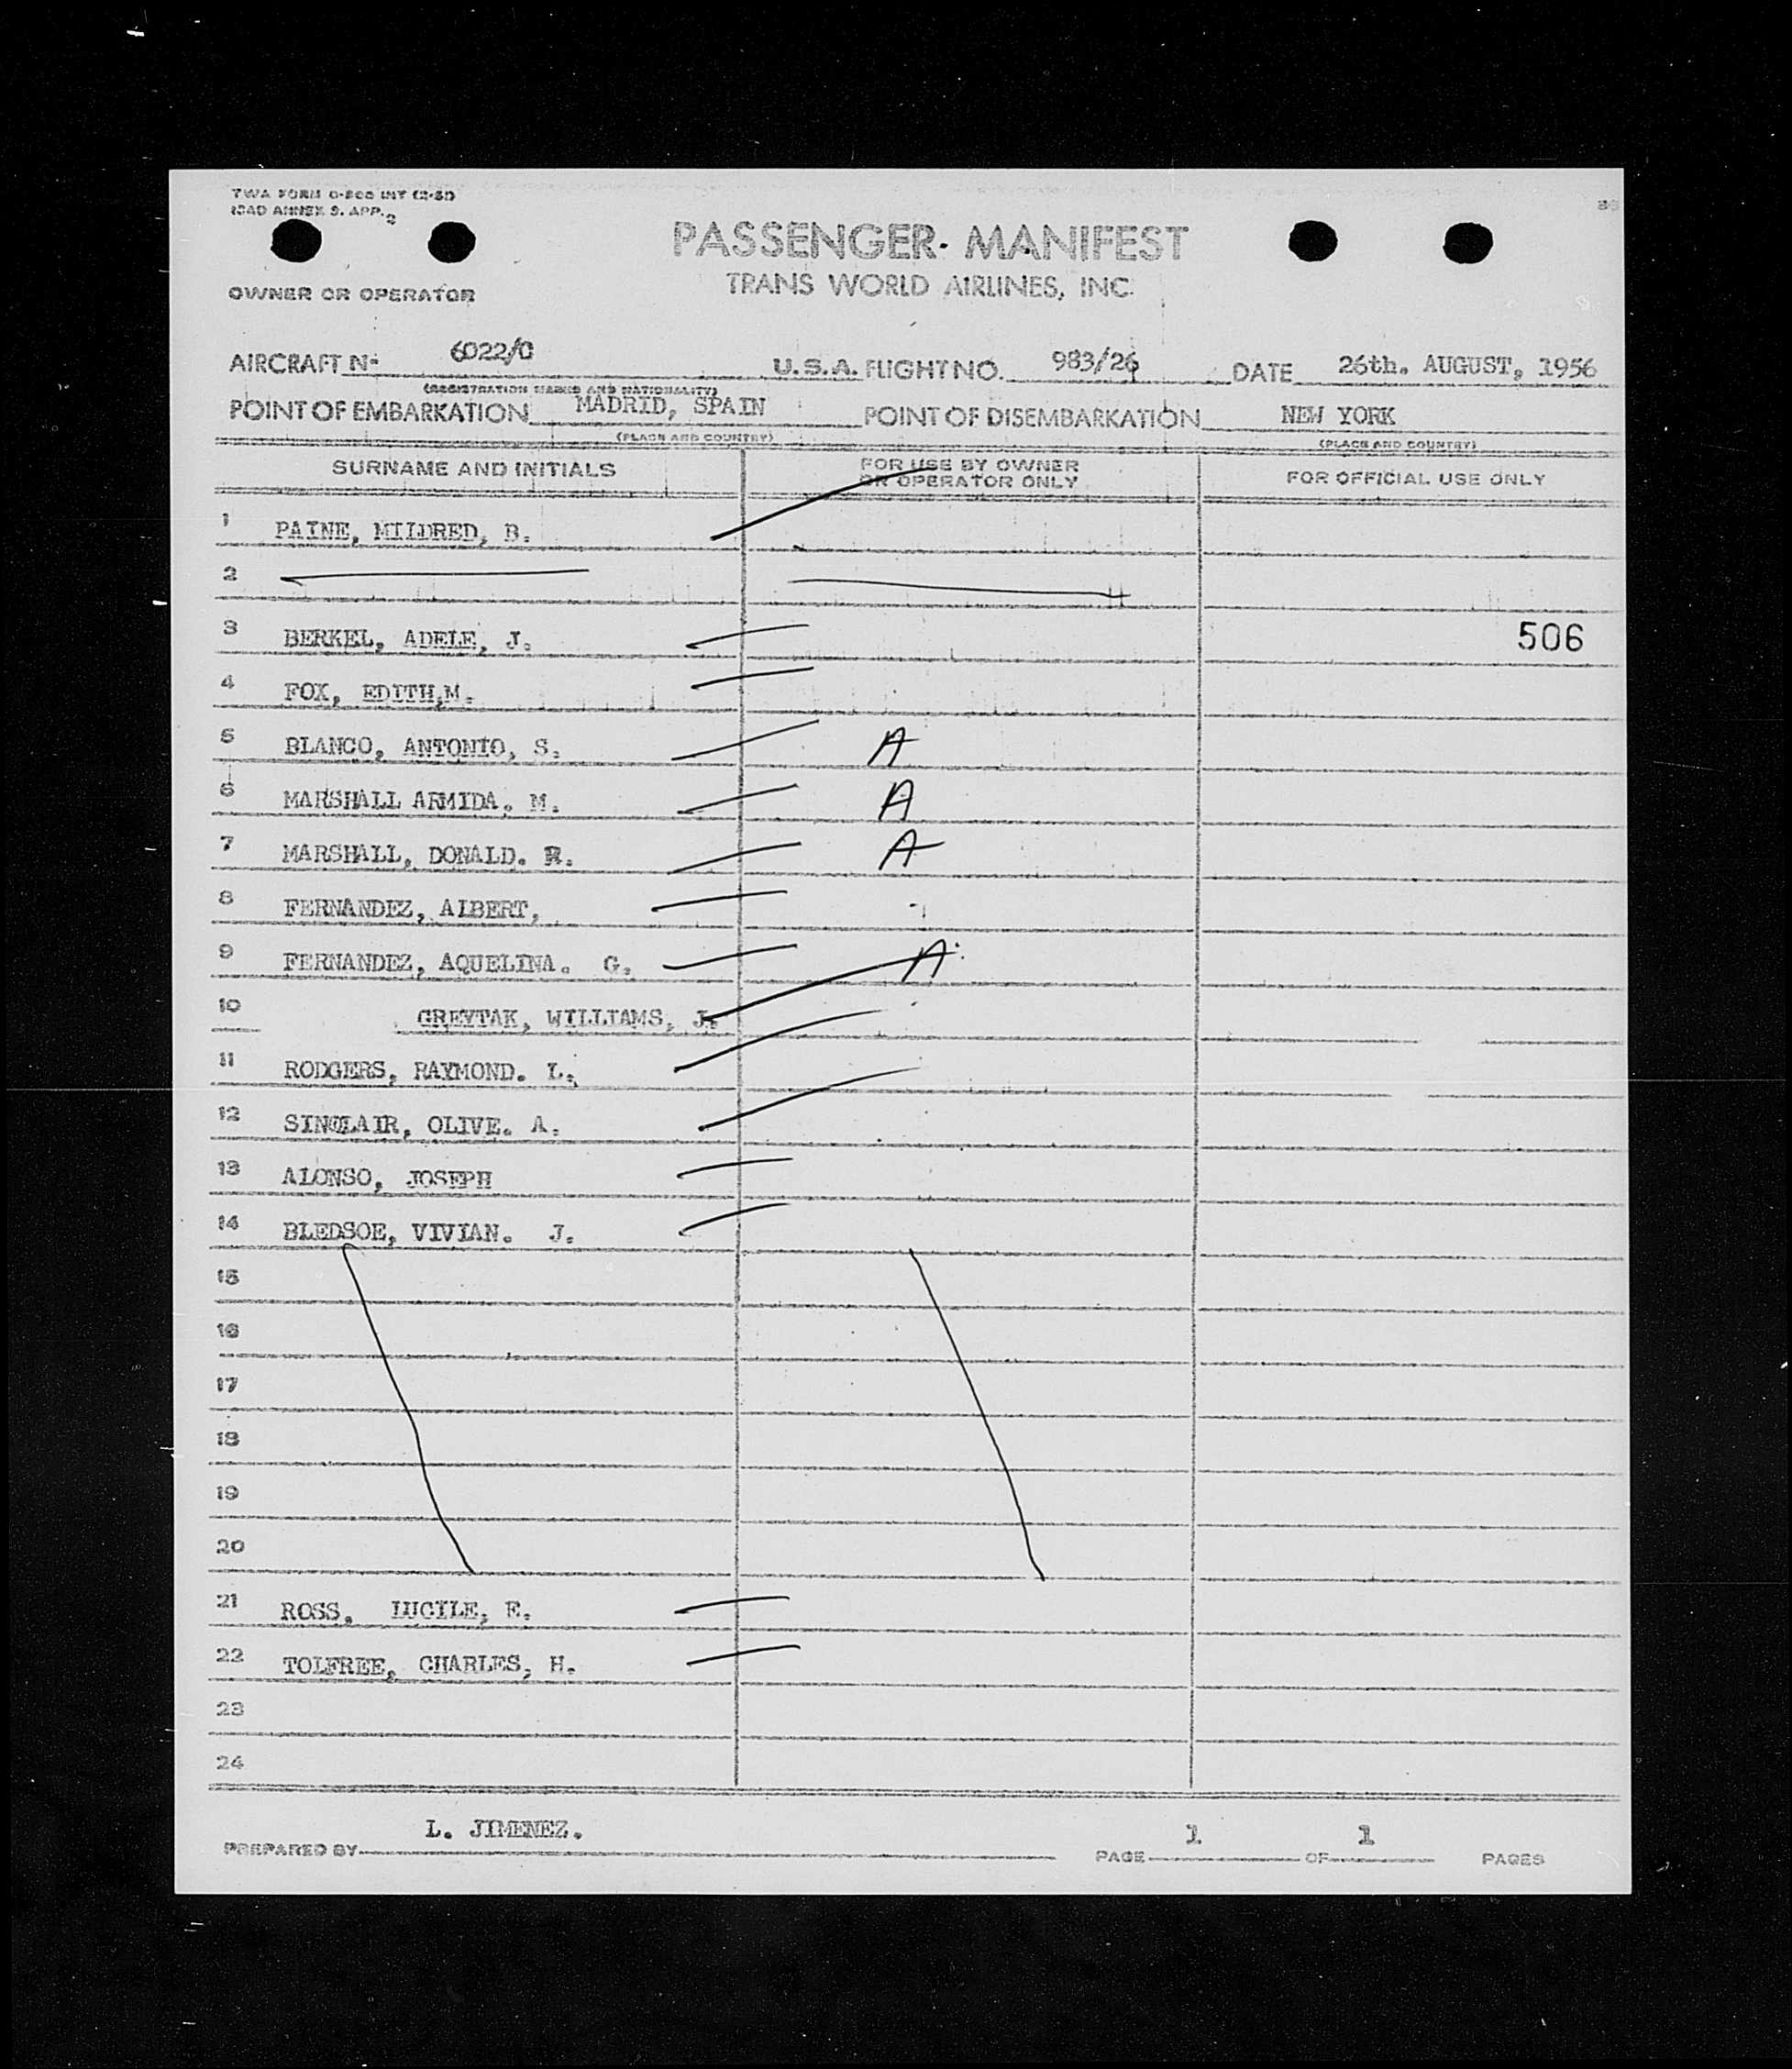 TWA FORM
ICAO ANNEX 9. APP. 2
PASSENGER MANIFEST
TRANS WORLD AIRLINES, INC.
OWNER OR OPERATOR
AIRCRAFT Nº 6022/C U.S.A. FLIGHT NO. 983/26 DATE 26th. AUGUST, 1956
(REGISTRATION MARKS AND NATIONALITY)
POINT OF EMBARKATION MADRID, SPAIN POINT OF DISEMBARKATION NEW YORK
(PLACE AND COUNTRY) (PLACE AND COUNTRY)
SURNAME AND INITIALS FOR USE BY OWNER OR OPERATOR ONLY FOR OFFICIAL USE ONLY
1 PAINE, MILDRED, B.
2
3 BERKEL, ADELE, J. 506
4 FOX, EDITH,M.
5 BLANCO, ANTONIO, S. A
6 MARSHALL ARMIDA. M. A
7 MARSHALL, DONALD. R. A
8 FERNANDEZ, ALBERT,
9 FERNANDEZ, AQUELINA. G. A
10 GREYTAK, WILLIAMS, J.
11 RODGERS, RAYMOND. L.
12 SINCLAIR, OLIVE. A.
13 ALONSO, JOSEPH
14 BLEDSOE, VIVIAN. J.
15
16
17
18
19
20
21 ROSS, LUCILE, E.
22 TOLFREE, CHARLES, H.
23
24
PREPARED BY L. JIMENEZ. PAGE 1 OF 1 PAGES